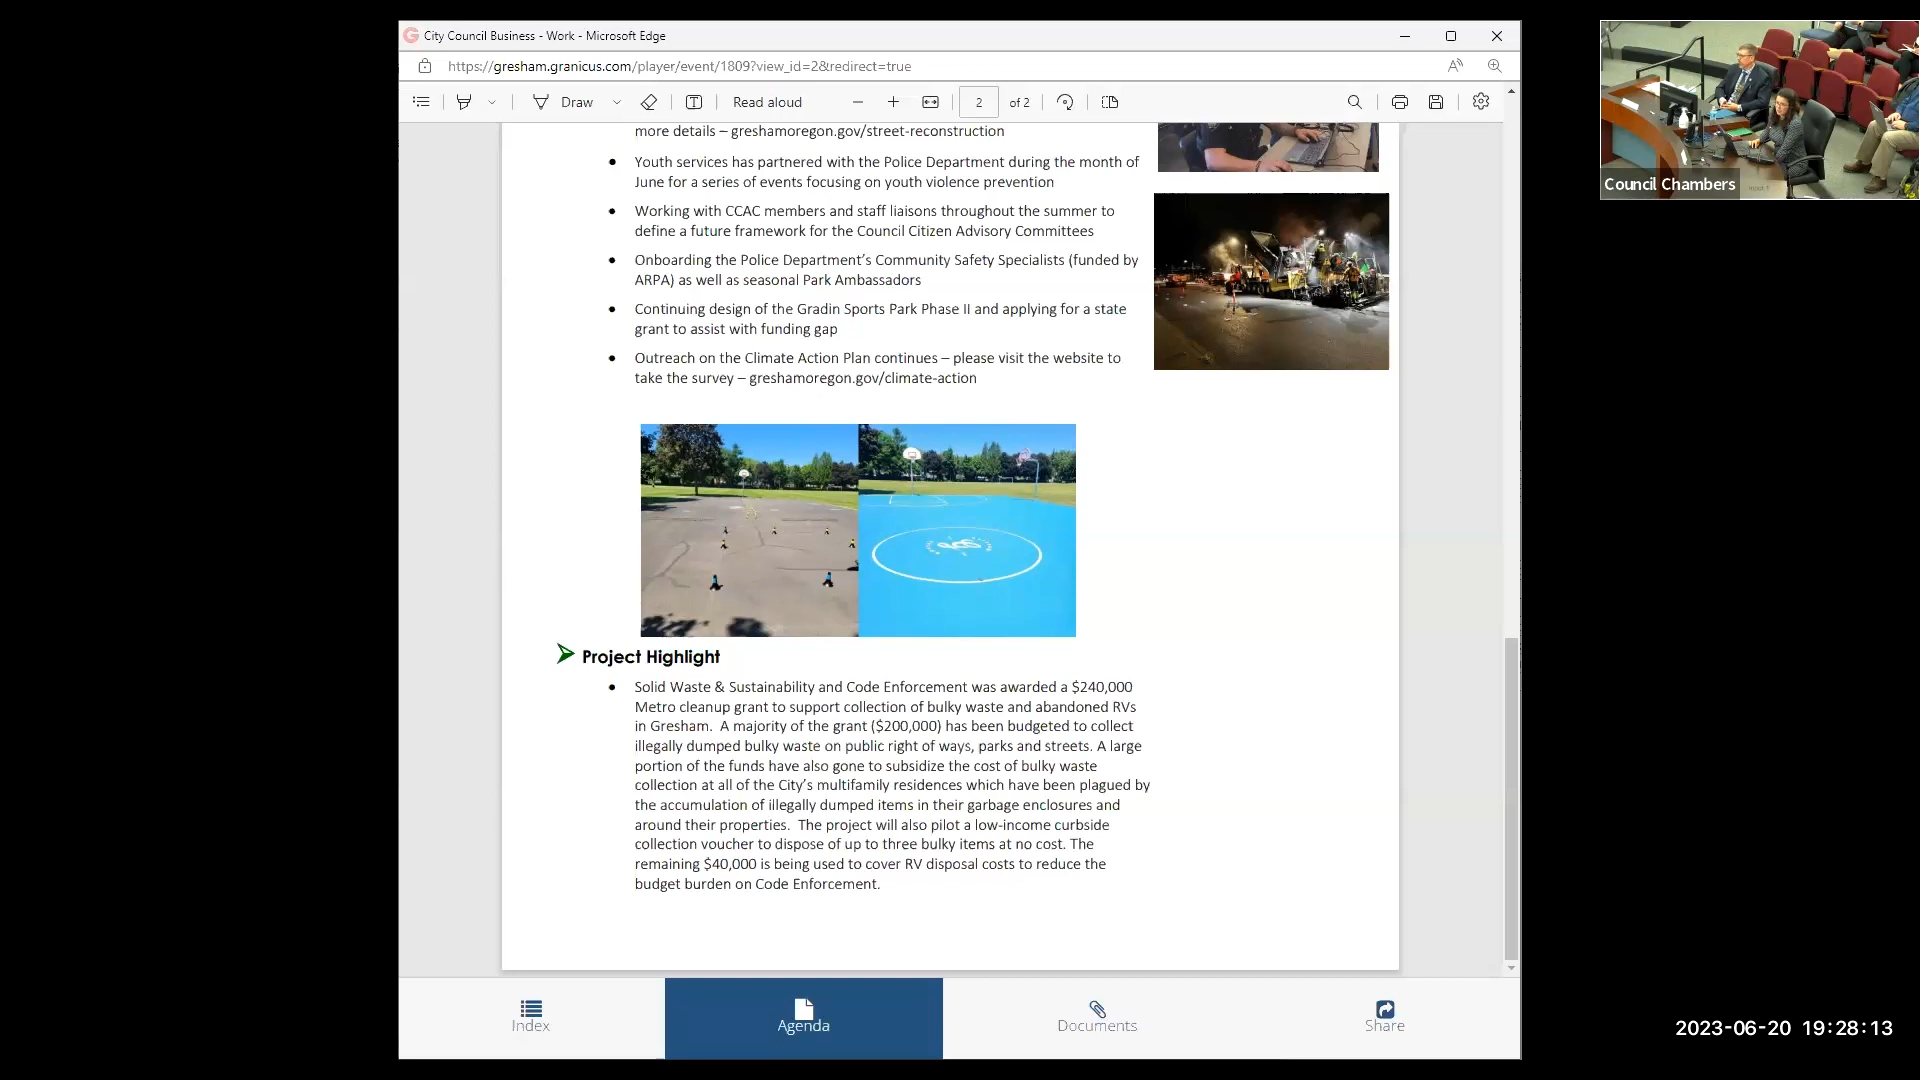 City Council Business - Work - Microsoft Edge
https://gresham.granicus.com/player/event/1809?view_id=2&redirect=true
Draw
Read aloud
2
of 2
more details – greshamoregon.gov/street-reconstruction
• Youth services has partnered with the Police Department during the month of
June for a series of events focusing on youth violence prevention
• Working with CCAC members and staff liaisons throughout the summer to
define a future framework for the Council Citizen Advisory Committees
• Onboarding the Police Department's Community Safety Specialists (funded by
ARPA) as well as seasonal Park Ambassadors
• Continuing design of the Gradin Sports Park Phase II and applying for a state
grant to assist with funding gap
• Outreach on the Climate Action Plan continues – please visit the website to
take the survey – greshamoregon.gov/climate-action
Project Highlight
• Solid Waste & Sustainability and Code Enforcement was awarded a $240,000
Metro cleanup grant to support collection of bulky waste and abandoned RVs
in Gresham.  A majority of the grant ($200,000) has been budgeted to collect
illegally dumped bulky waste on public right of ways, parks and streets. A large
portion of the funds have also gone to subsidize the cost of bulky waste
collection at all of the City's multifamily residences which have been plagued by
the accumulation of illegally dumped items in their garbage enclosures and
around their properties.  The project will also pilot a low-income curbside
collection voucher to dispose of up to three bulky items at no cost. The
remaining $40,000 is being used to cover RV disposal costs to reduce the
budget burden on Code Enforcement.
Index
Agenda
Documents
Share
Council Chambers
2023-06-20 19:28:13